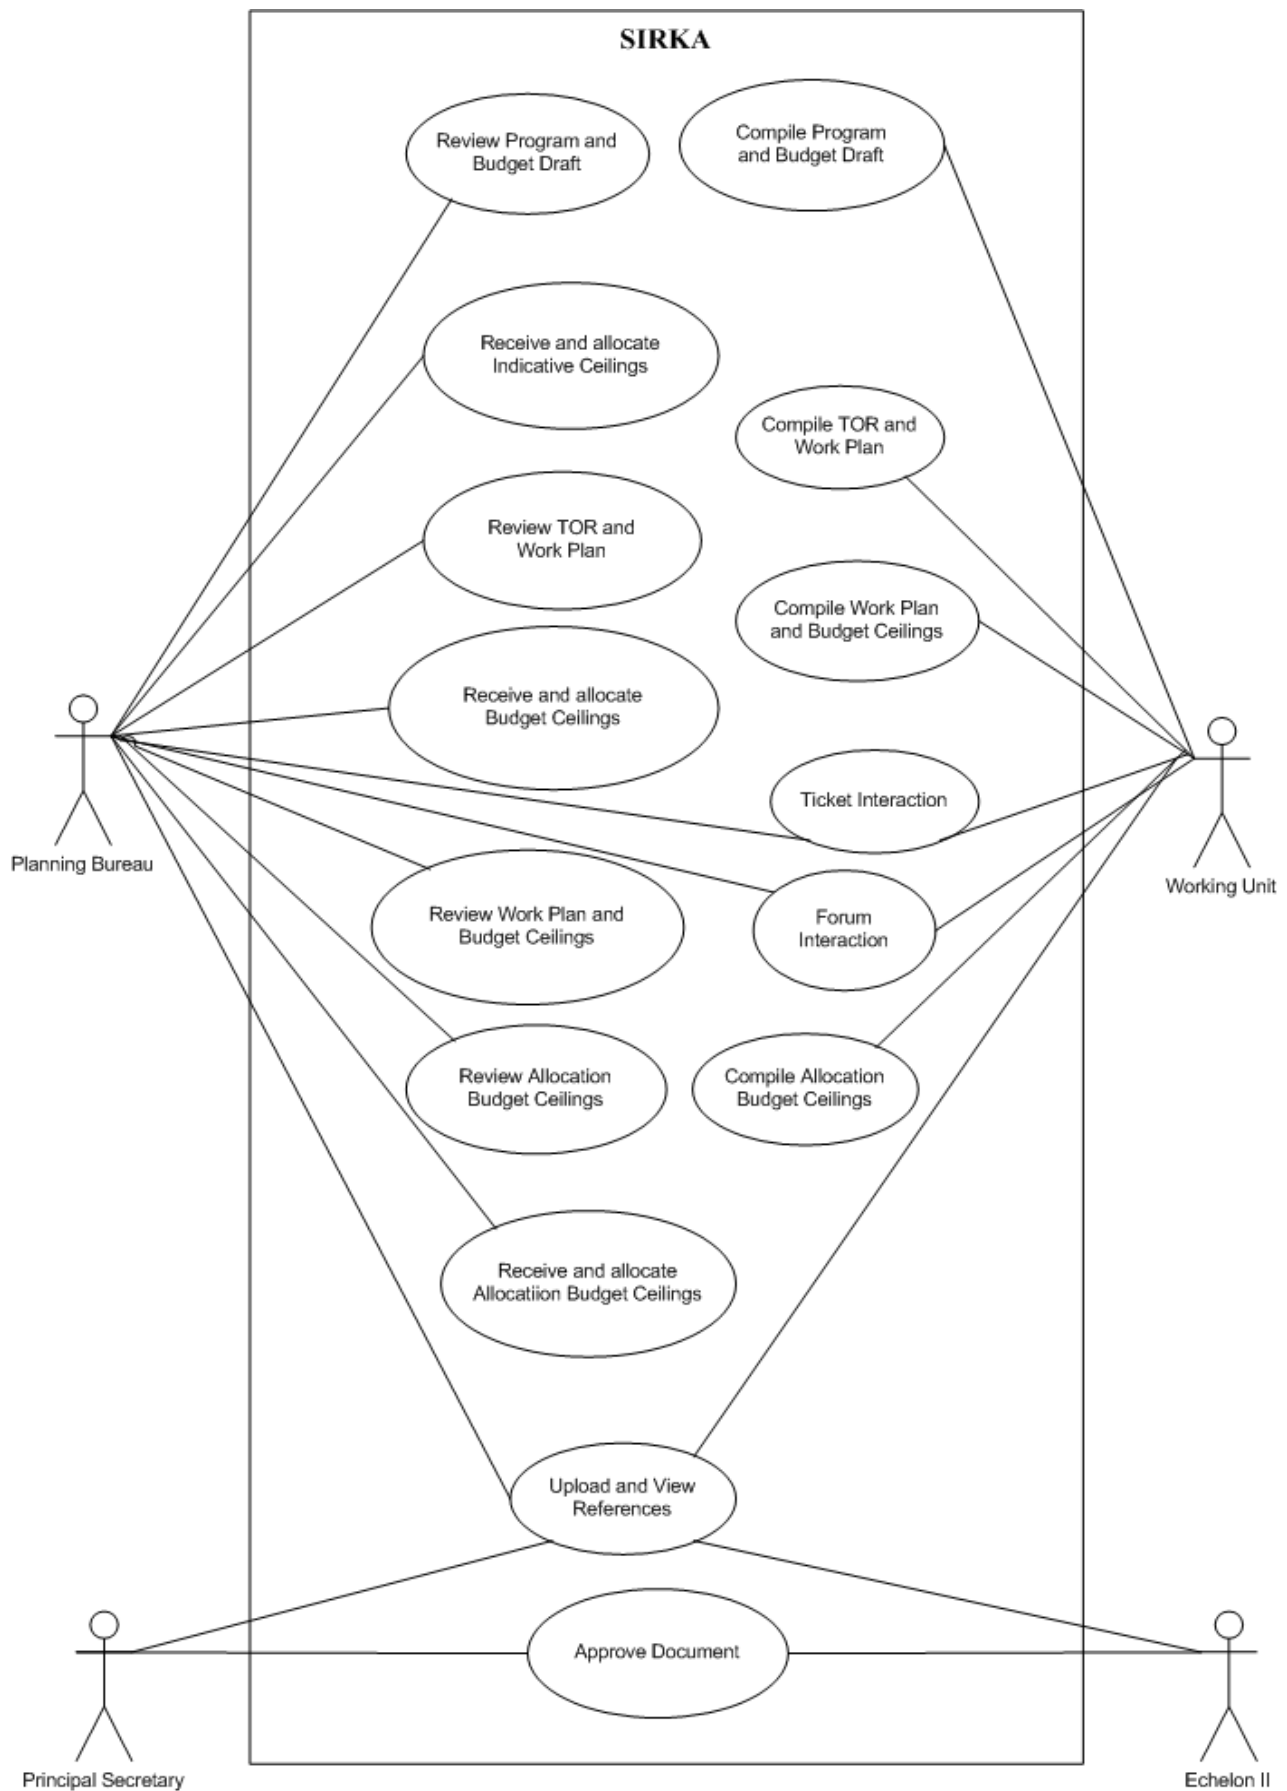 SIRKA
Review Program and
Budget Draft
Compile Program
and Budget Draft
Receive and allocate
Indicative Ceilings
Compile TOR and
Work Plan
Review TOR and
Work Plan
Compile Work Plan
and Budget Ceilings
Receive and allocate
Budget Ceilings
Ticket Interaction
Planning Bureau
Working Unit
Review Work Plan and
Budget Ceilings
Forum
Interaction
Review Allocation
Budget Ceilings
Compile Allocation
Budget Ceilings
Receive and allocate
Allocatiion Budget Ceilings
Upload and View
References
Approve Document
Principal Secretary
Echelon II